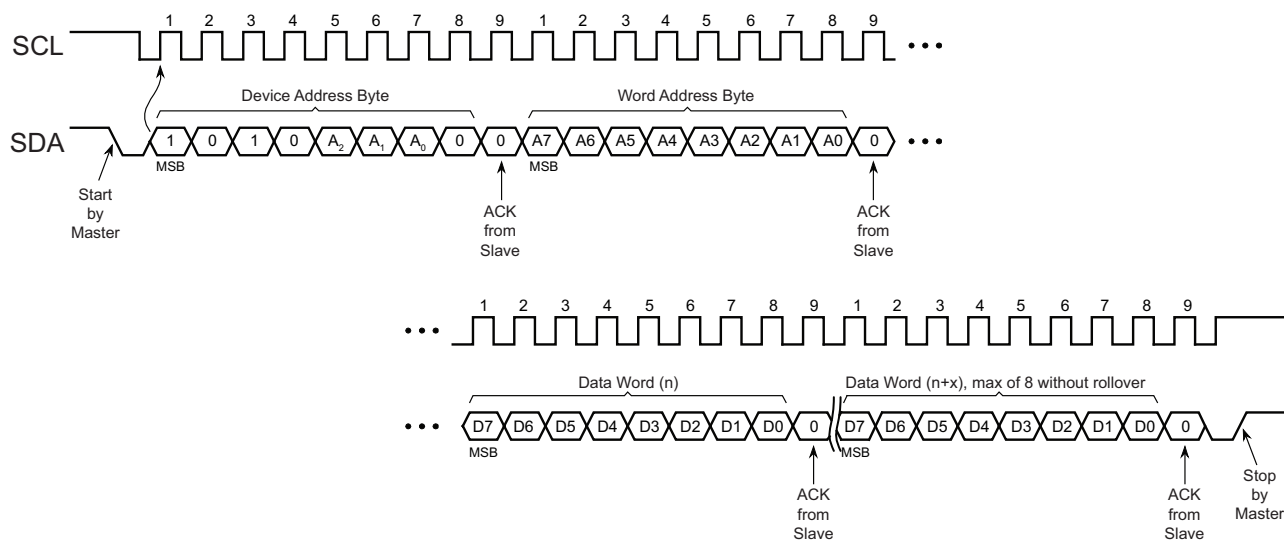 1 2 3 4 5 6 7 8 9 1 2 3 4 5 6 7 8 9
SCL
Device Address Byte Word Address Byte
SDA 1 0 1 0 A2 A1 A0 0 0 A7 A6 A5 A4 A3 A2 A1 A0 0
MSB MSB
Start
by
Master
ACK
from
Slave
ACK
from
Slave
1 2 3 4 5 6 7 8 9 1 2 3 4 5 6 7 8 9
Data Word (n) Data Word (n+x), max of 8 without rollover
D7 D6 D5 D4 D3 D2 D1 D0 0 D7 D6 D5 D4 D3 D2 D1 D0 0
MSB MSB
ACK
from
Slave
ACK
from
Slave
Stop
by
Master